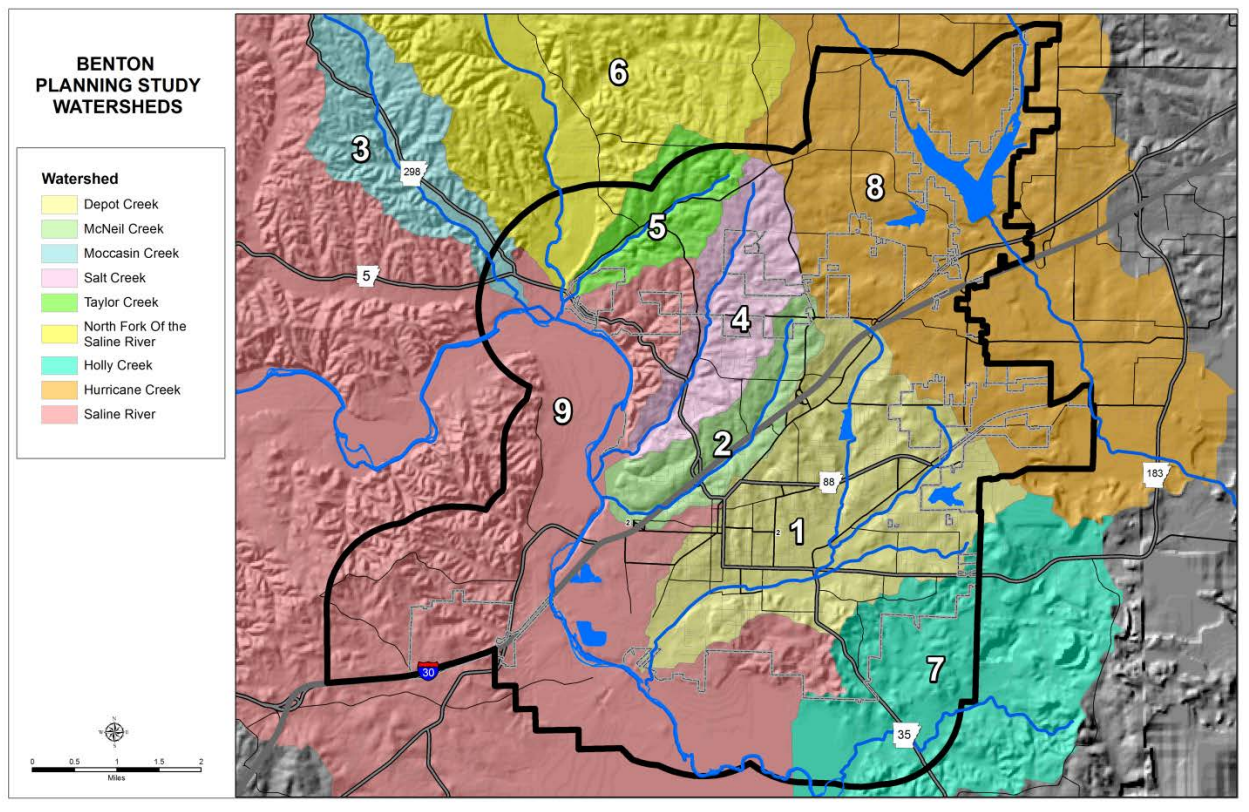 BENTON
PLANNING STUDY
WATERSHEDS
Watershed
Depot Creek
McNeil Creek
Moccasin Creek
Salt Creek
Taylor Creek
North Fork Of the
Saline River
Holly Creek
Hurricane Creek
Saline River
N
S
0 0.5 1 1.5 2
Miles
6
3
298
8
5
5
4
9
2
183
88
2
1
2
7
30
35